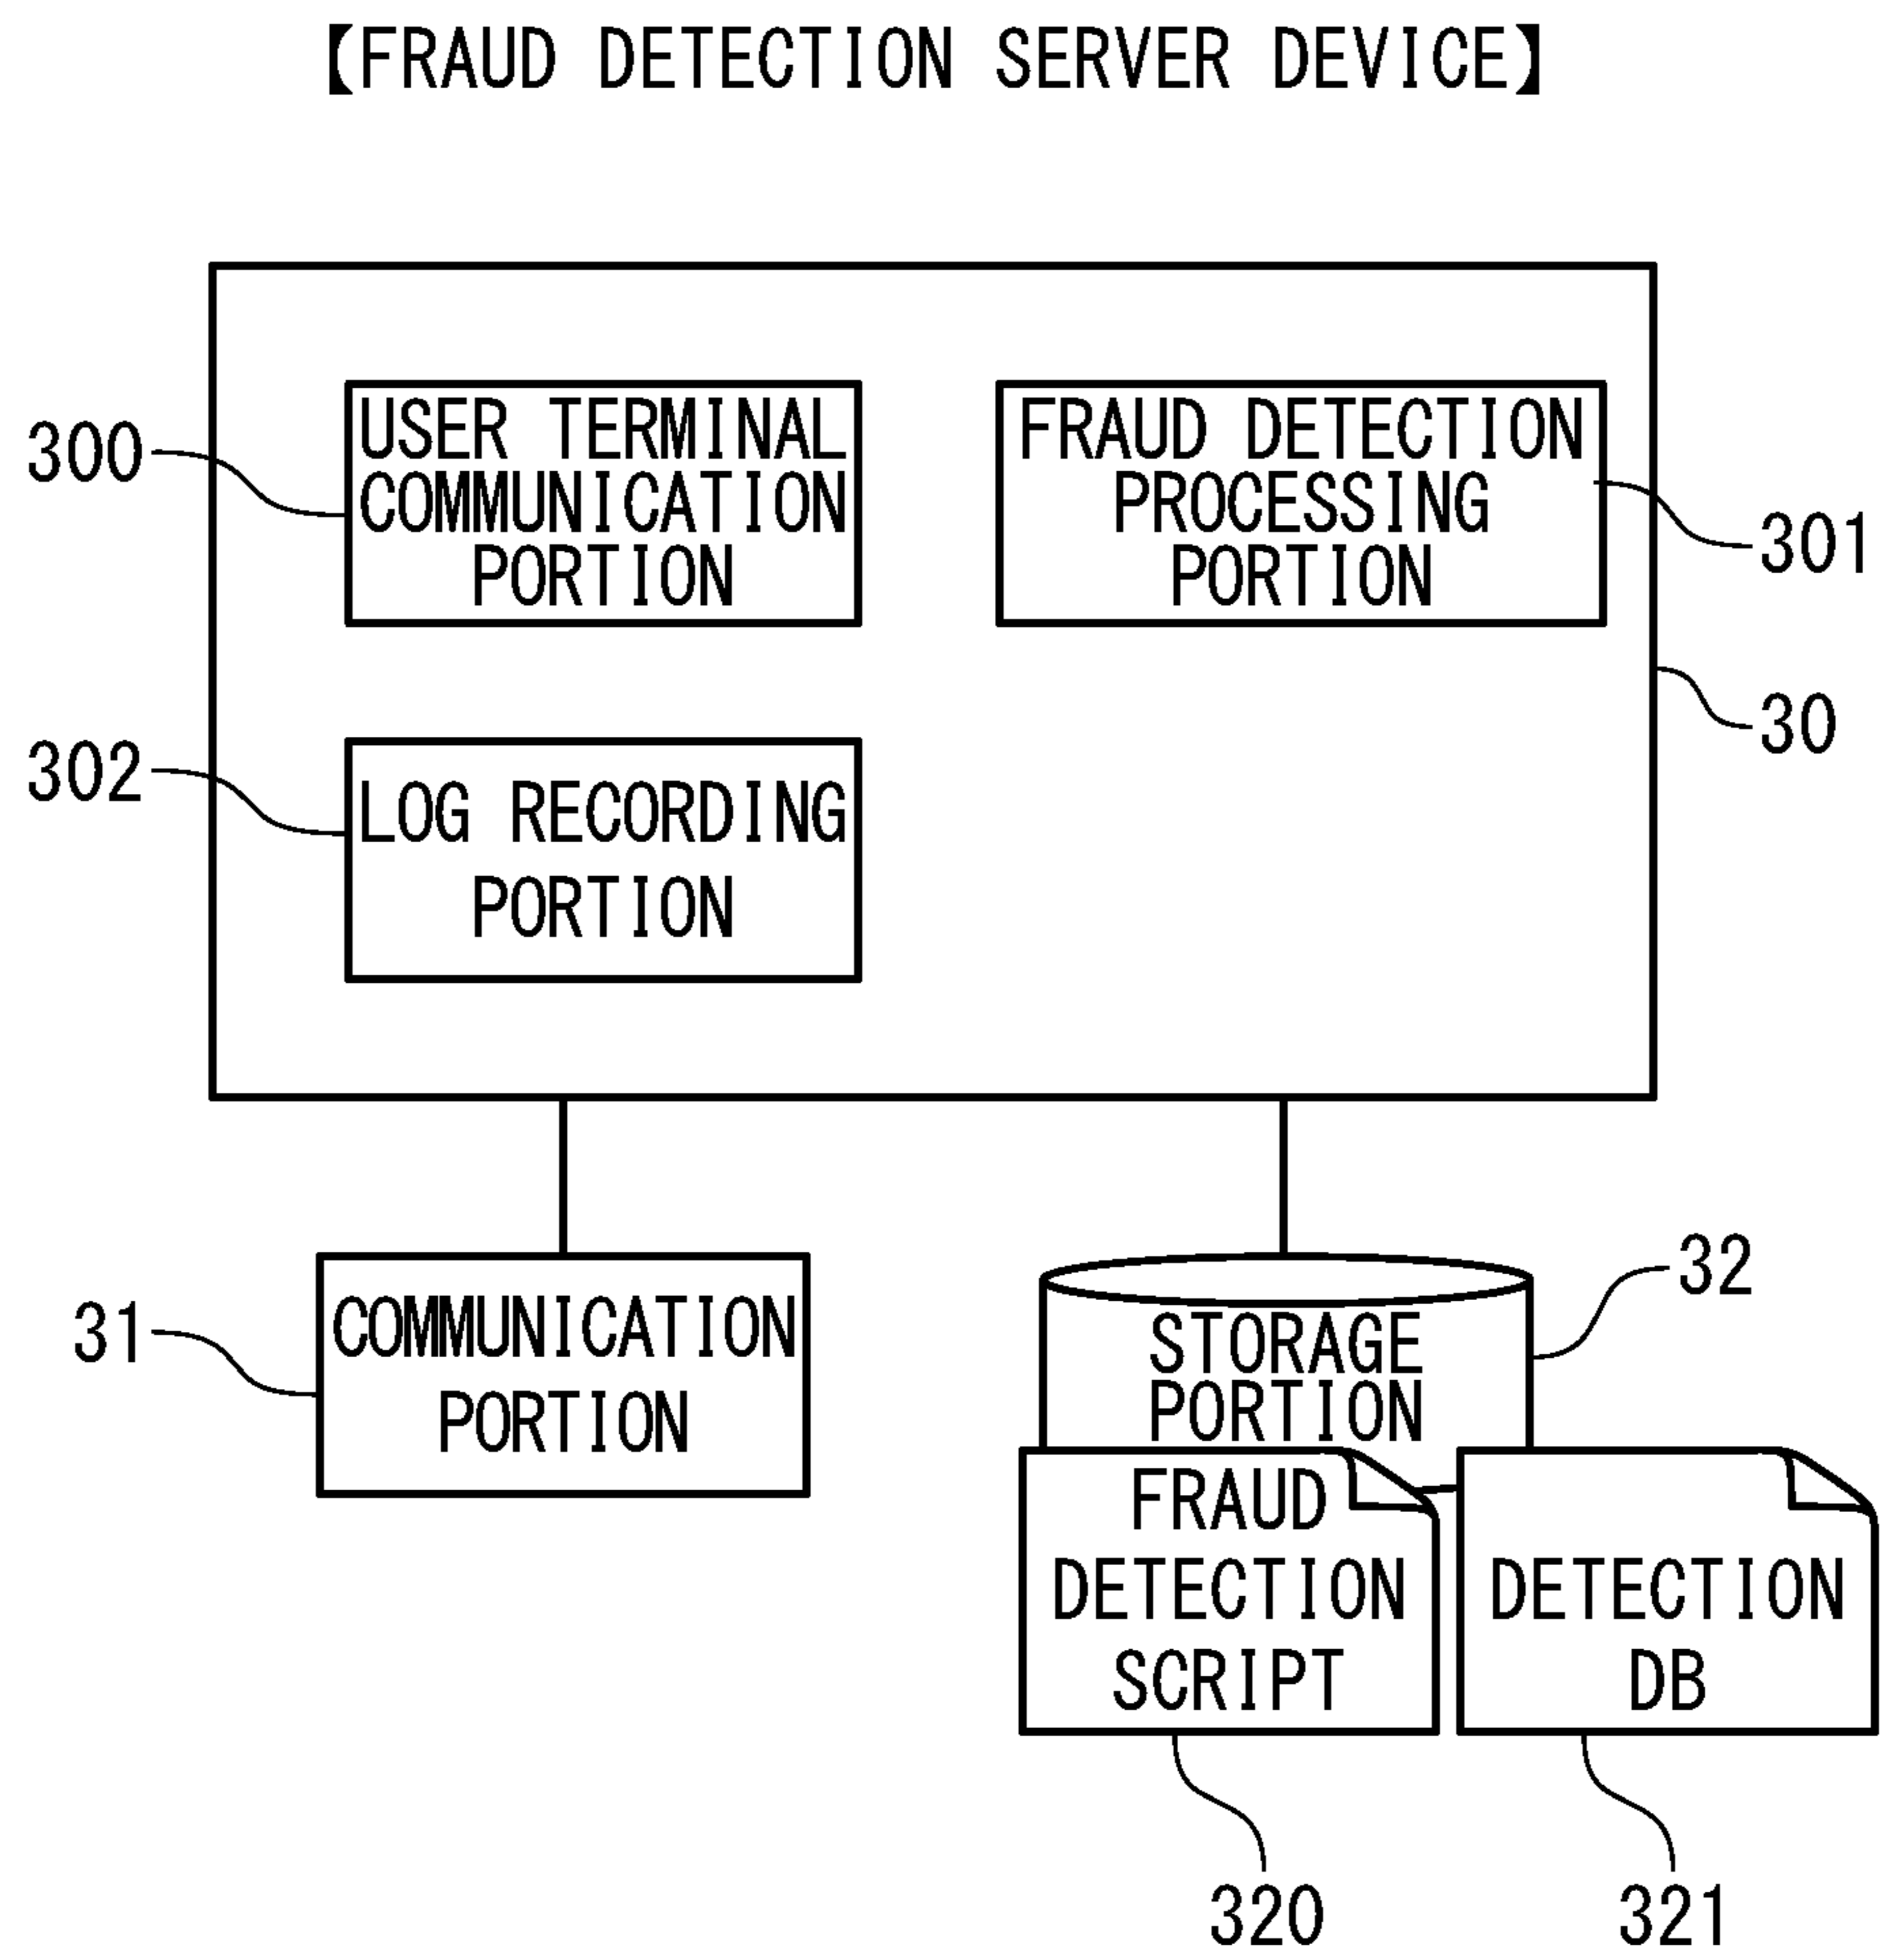 【FRAUD DETECTION SERVER DEVICE】
300
USER TERMINAL
COMMUNICATION
PORTION
FRAUD DETECTION
PROCESSING
PORTION
301
30
302
LOG RECORDING
PORTION
31
COMMUNICATION
PORTION
32
STORAGE
PORTION
FRAUD
DETECTION
SCRIPT
DETECTION
DB
320
321